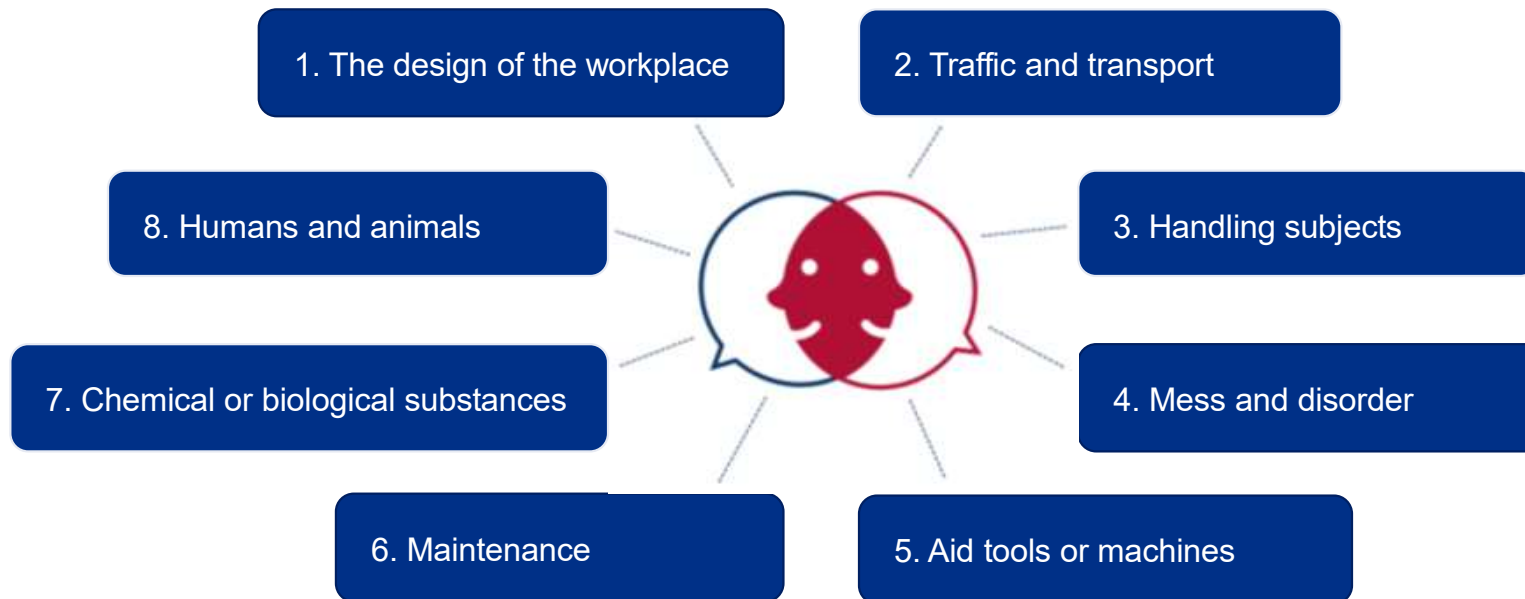 1. The design of the workplace
2. Traffic and transport
3. Handling subjects
4. Mess and disorder
5. Aid tools or machines
6. Maintenance
7. Chemical or biological substances
8. Humans and animals